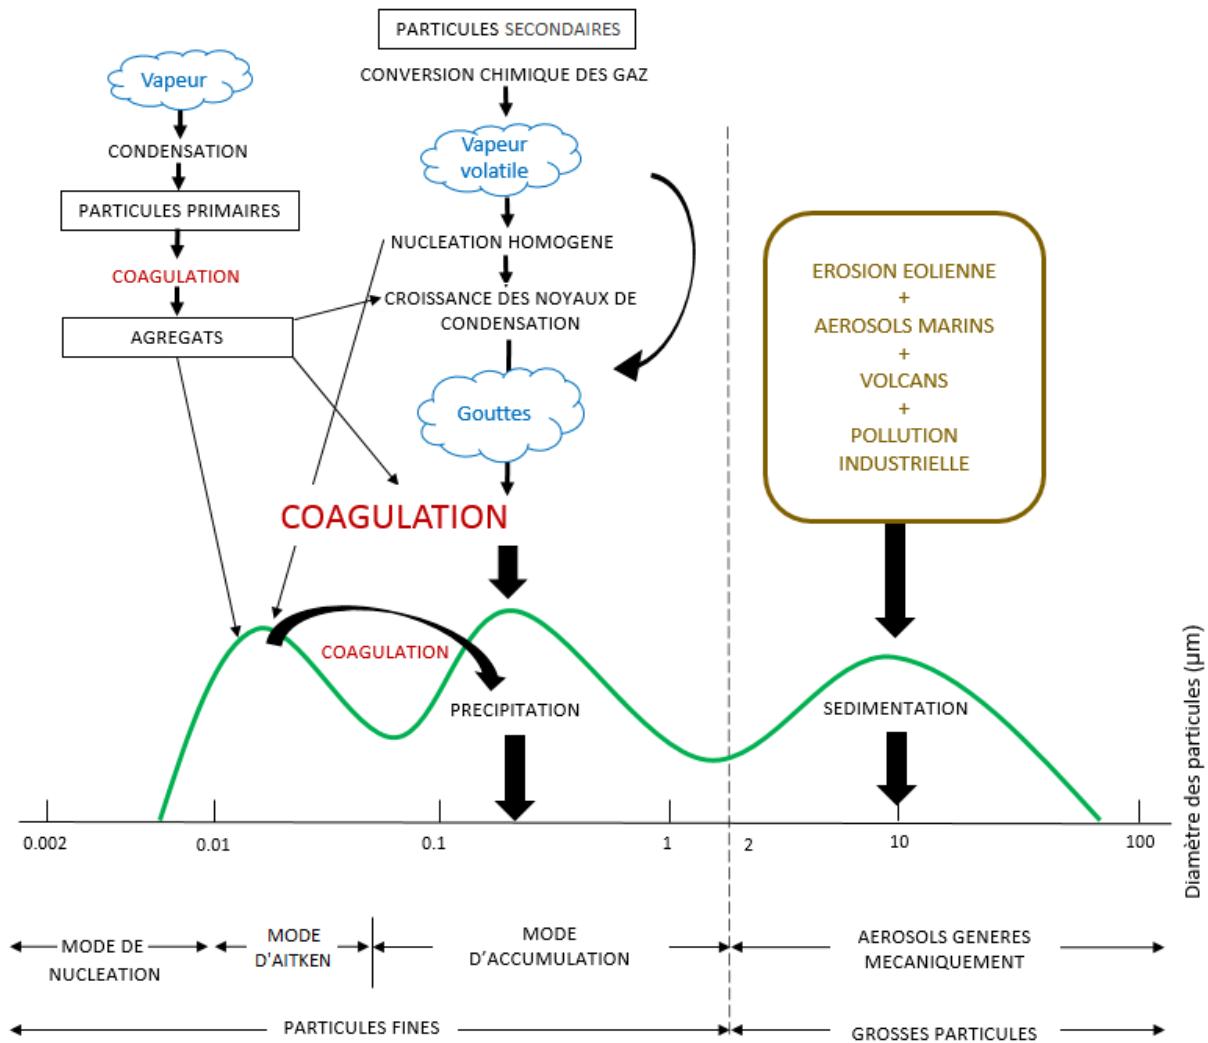 PARTICULES SECONDAIRES
CONVERSION CHIMIQUE DES GAZ
Vapeur
CONDENSATION
PARTICULES PRIMAIRES
COAGULATION
AGREGATS
Vapeur
volatile
NUCLEATION HOMOGENE
CROISSANCE DES NOYAUX DE
CONDENSATION
Gouttes
COAGULATION
EROSION EOLIENNE
+
AEROSOLS MARINS
+
VOLCANS
+
POLLUTION
INDUSTRIELLE
COAGULATION
PRECIPITATION
SEDIMENTATION
Diamètre des particules (µm)
0.002 0.01 0.1 1 2 10 100
MODE DE
NUCLEATION
MODE
D'AITKEN
MODE
D’ACCUMULATION
AEROSOLS GENERES
MECANIQUEMENT
PARTICULES FINES
GROSSES PARTICULES